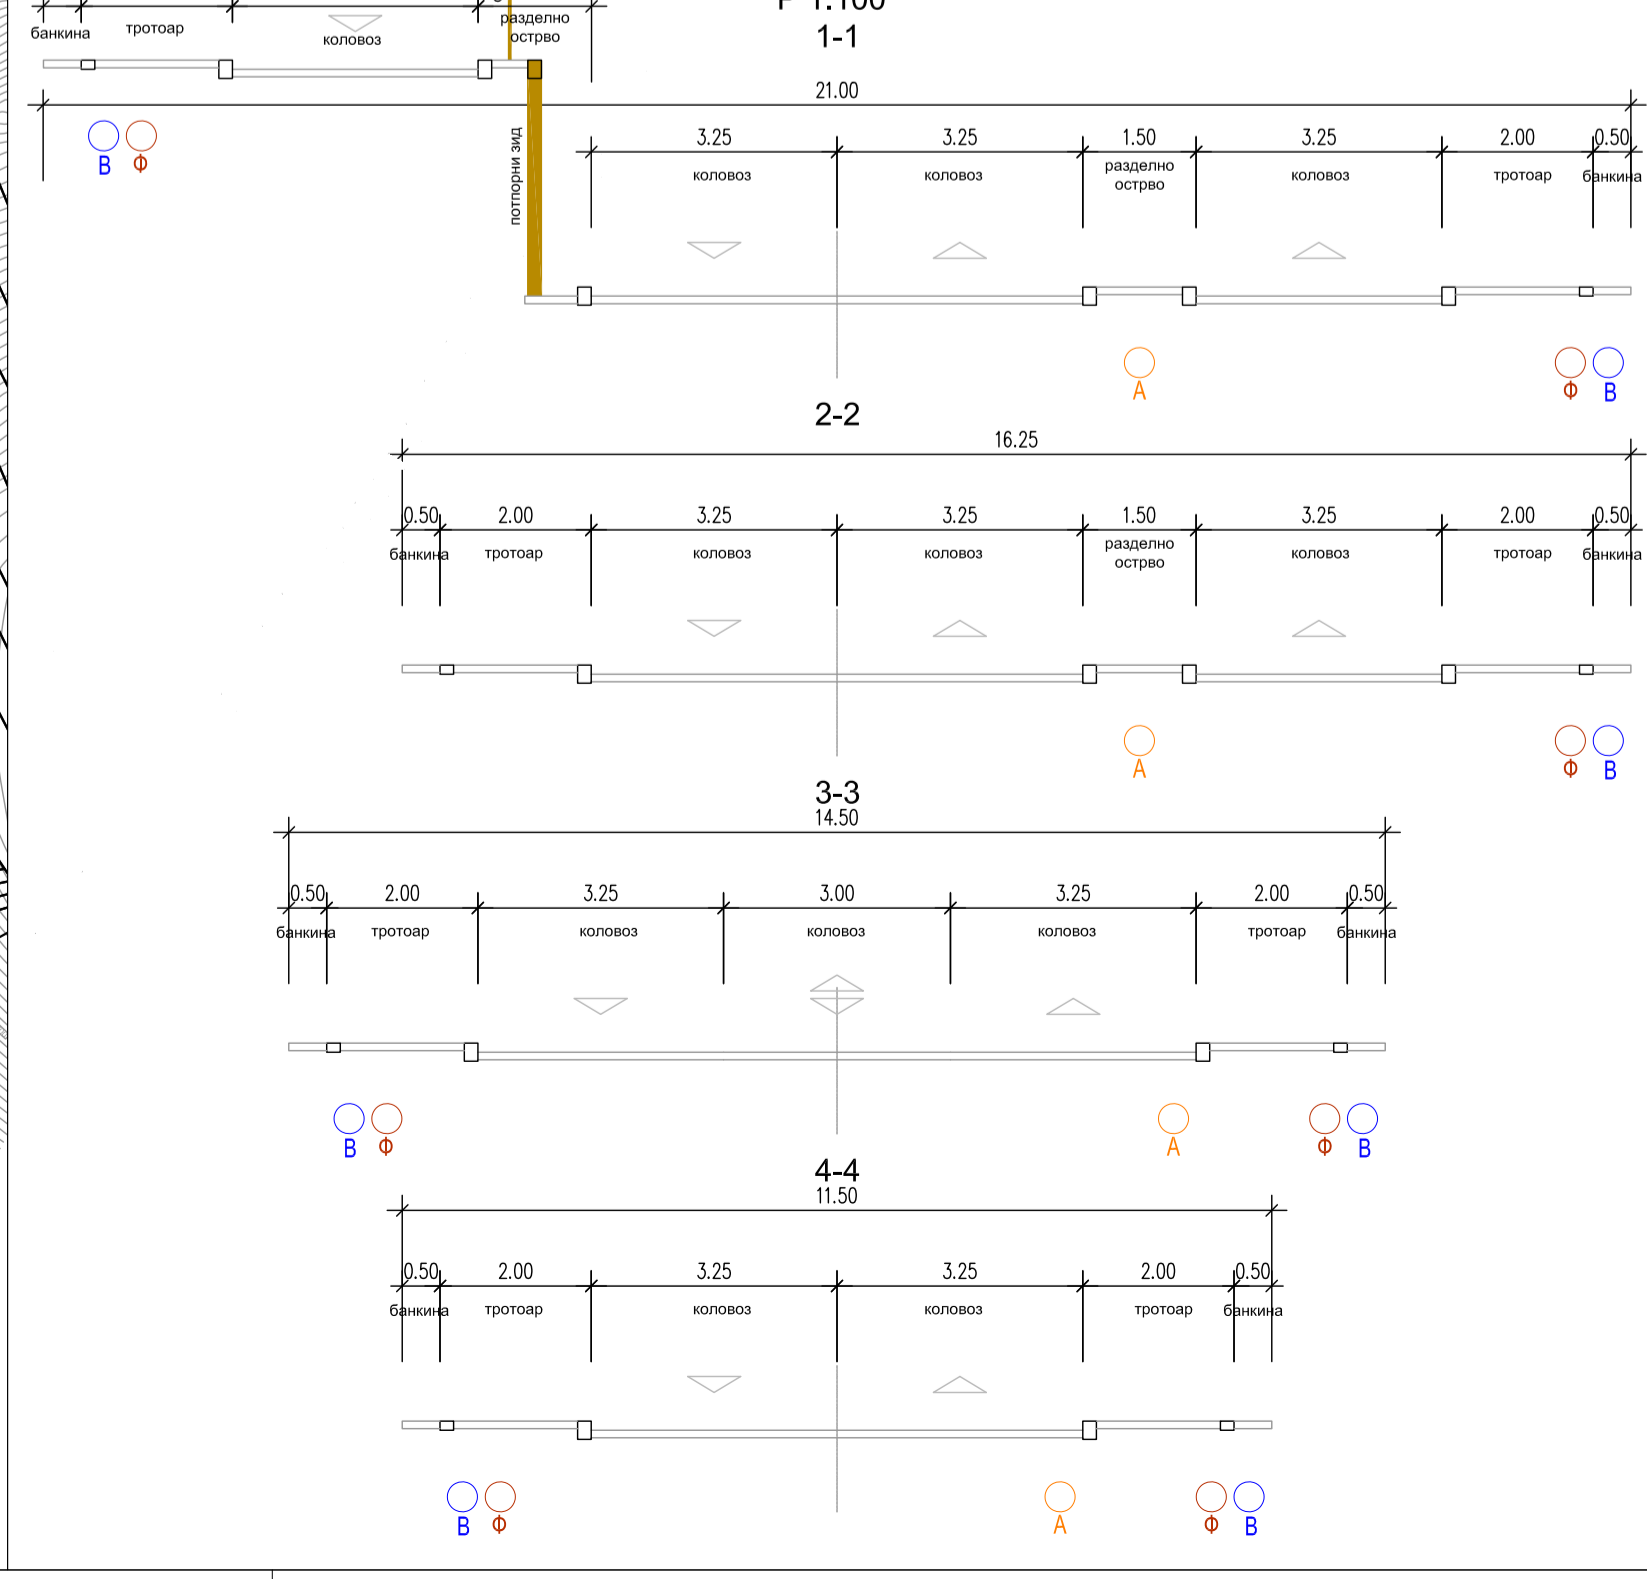 Р 1:100
1-1
банкина тротоар коловоз разделно
острво
21.00
В Ф
потпорни зид
3.25 3.25 1.50 3.25 2.00 0.50
коловоз коловоз разделно
острво коловоз тротоар банкина
А Ф В
2-2
16.25
0.50 2.00 3.25 3.25 1.50 3.25 2.00 0.50
банкина тротоар коловоз коловоз разделно
острво коловоз тротоар банкина
А Ф В
3-3
14.50
0.50 2.00 3.25 3.00 3.25 2.00 0.50
банкина тротоар коловоз коловоз коловоз тротоар банкина
В Ф А Ф В
4-4
11.50
0.50 2.00 3.25 3.25 2.00 0.50
банкина тротоар коловоз коловоз тротоар банкина
В Ф А Ф В